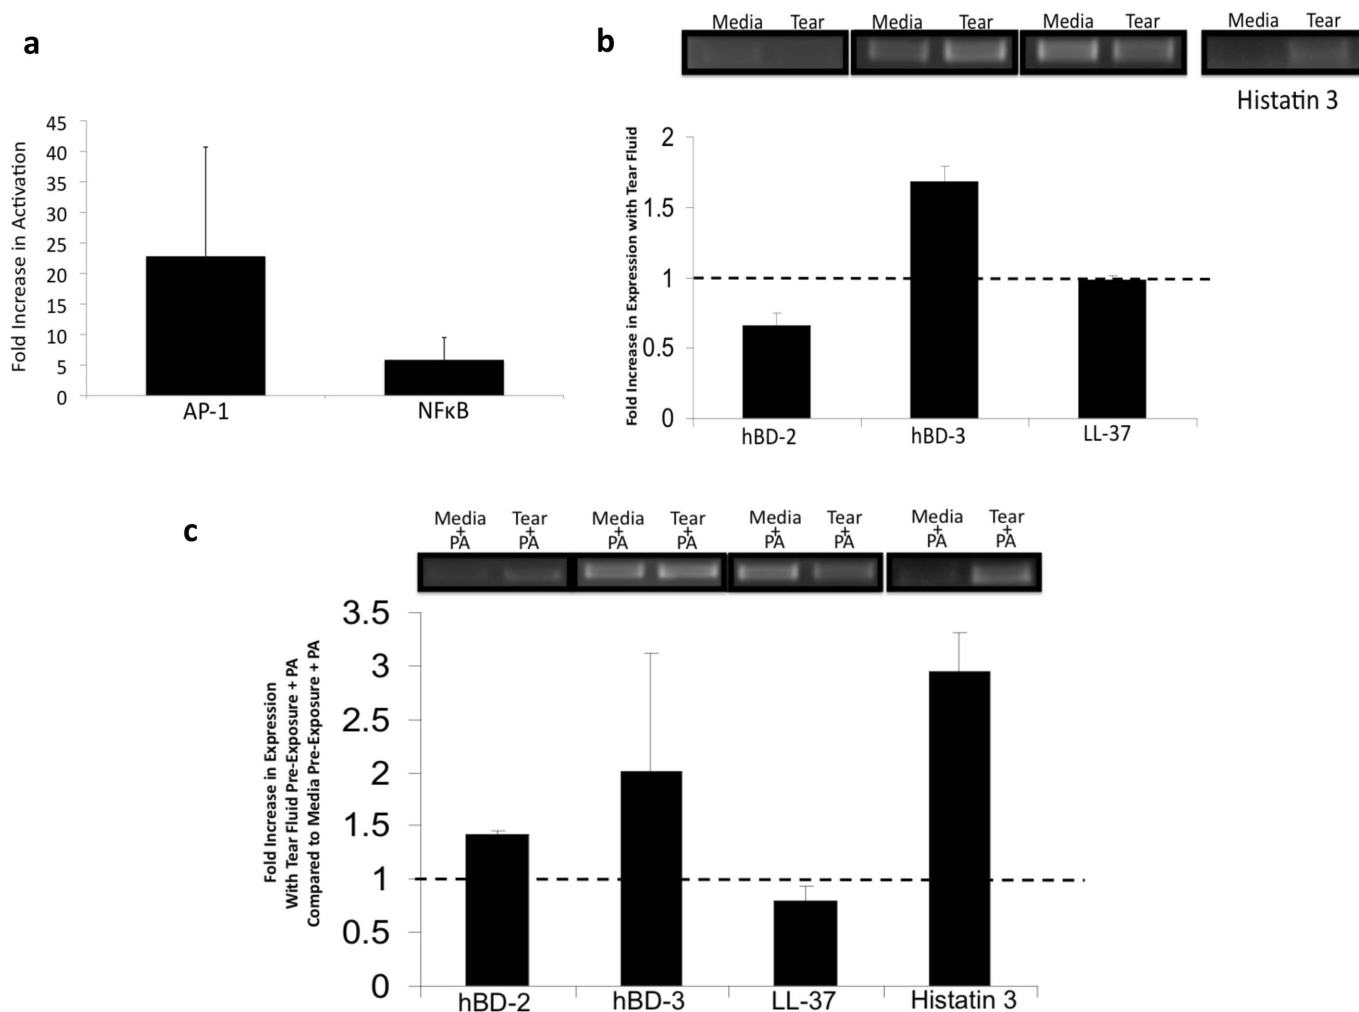 a
45
40
35
30
25
20
15
10
5
0
Fold Increase in Activation
AP-1 NFκB
b
Media Tear Media Tear Media Tear Media Tear
Histatin 3
2
1.5
1
0.5
0
Fold Increase in Expression with Tear Fluid
hBD-2 hBD-3 LL-37
c
Media Tear Media Tear Media Tear Media Tear
+ + + + + + + +
PA PA PA PA PA PA PA PA
3.5
3
2.5
2
1.5
1
0.5
0
Fold Increase in Expression
With Tear Fluid Pre-Exposure + PA
Compared to Media Pre-Exposure + PA
hBD-2 hBD-3 LL-37 Histatin 3